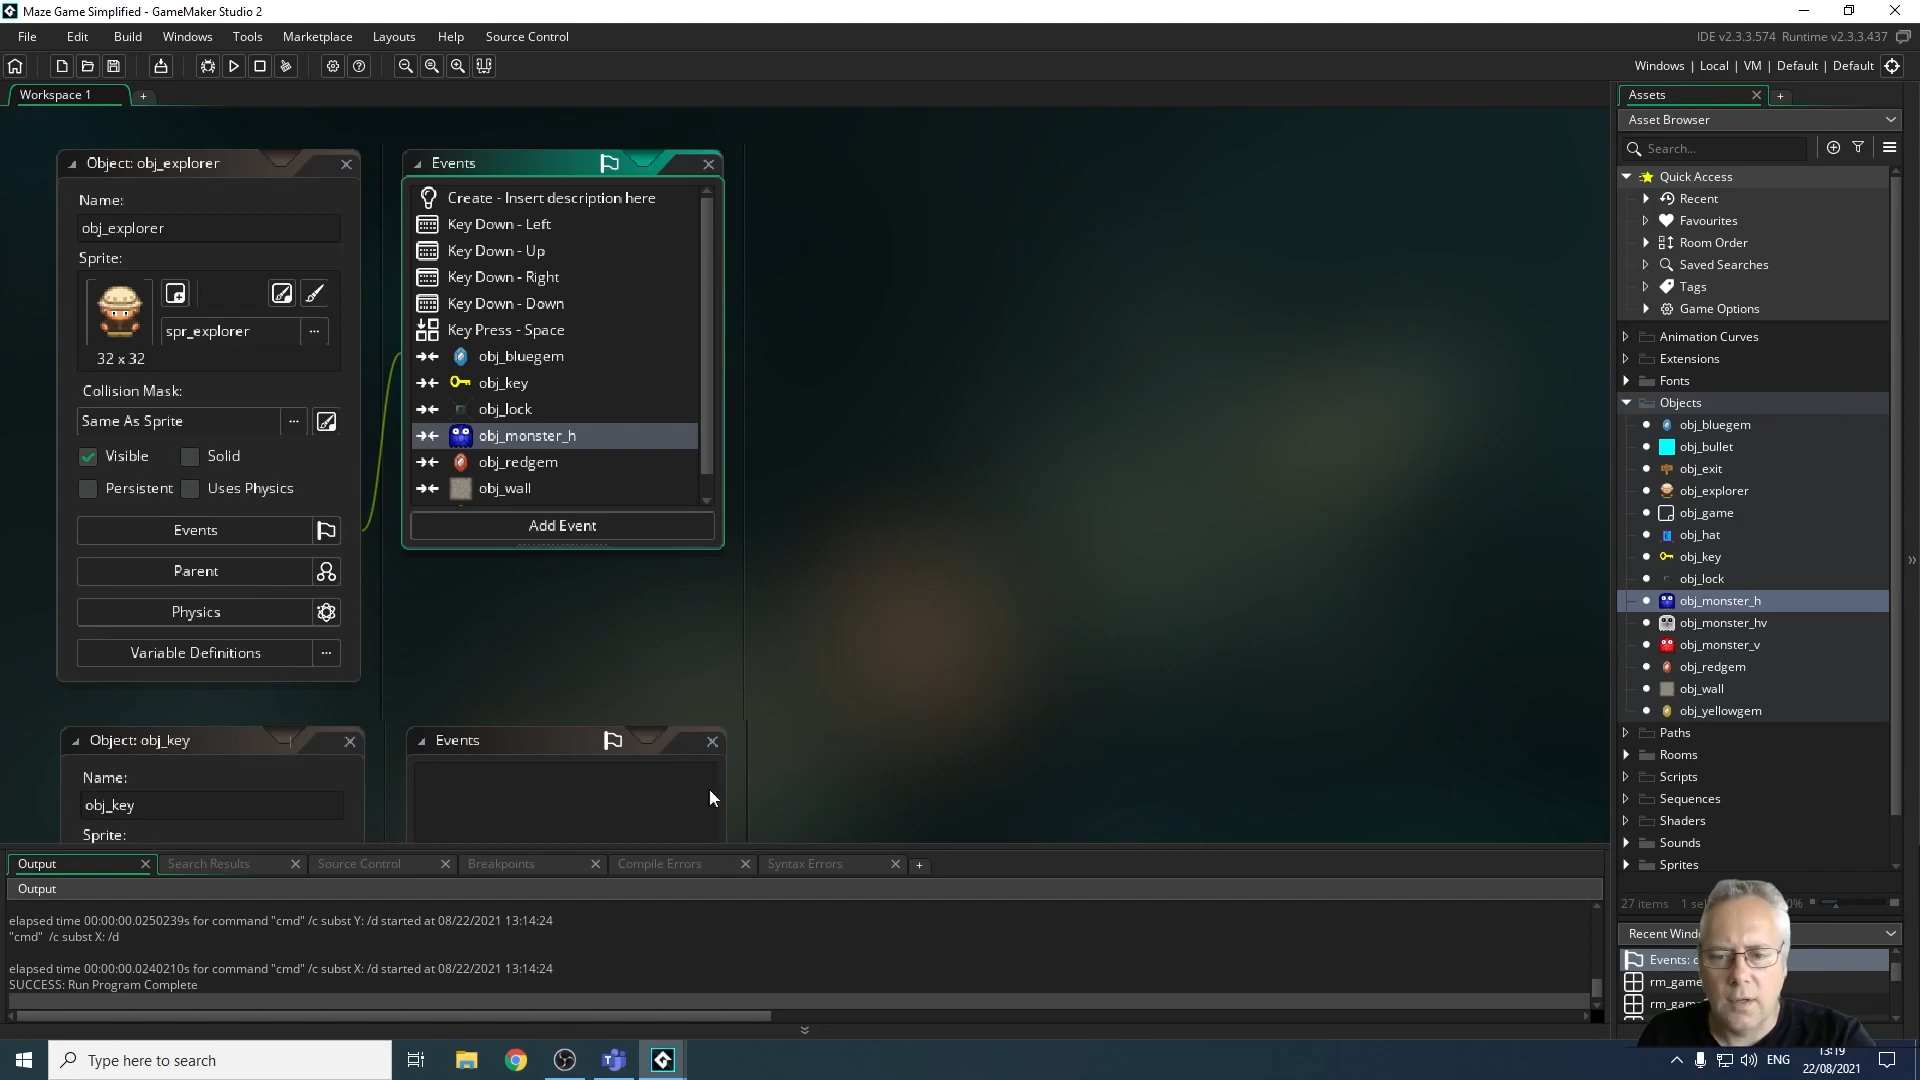 Maze Game Simplified - GameMaker Studio 2
File Edit Build Windows Tools Marketplace Layouts Help Source Control
IDE v2.3.3.574 Runtime v2.3.3.437
Windows | Local | VM | Default | Default
Workspace 1
Object: obj_explorer
Name:
obj_explorer
Sprite:
spr_explorer
32 x 32
Collision Mask:
Same As Sprite
Visible Solid
Persistent Uses Physics
Events
Parent
Physics
Variable Definitions
Events
Create - Insert description here
Key Down - Left
Key Down - Up
Key Down - Right
Key Down - Down
Key Press - Space
obj_bluegem
obj_key
obj_lock
obj_monster_h
obj_redgem
obj_wall
Add Event
Object: obj_key
Name:
obj_key
Sprite:
Events
Assets
Asset Browser
Search...
Quick Access
Recent
Favourites
Room Order
Saved Searches
Tags
Game Options
Animation Curves
Extensions
Fonts
Objects
obj_bluegem
obj_bullet
obj_exit
obj_explorer
obj_game
obj_hat
obj_key
obj_lock
obj_monster_h
obj_monster_hv
obj_monster_v
obj_redgem
obj_wall
obj_yellowgem
Paths
Rooms
Scripts
Sequences
Shaders
Sounds
Sprites
27 items
Recent
Events:
Output Search Results Source Control Breakpoints Compile Errors Syntax Errors
Output
elapsed time 00:00:00.0250239s for command "cmd" /c subst Y: /d started at 08/22/2021 13:14:24
"cmd" /c subst X: /d
elapsed time 00:00:00.0240210s for command "cmd" /c subst X: /d started at 08/22/2021 13:14:24
SUCCESS: Run Program Complete
Type here to search
ENG
13:19
22/08/2021